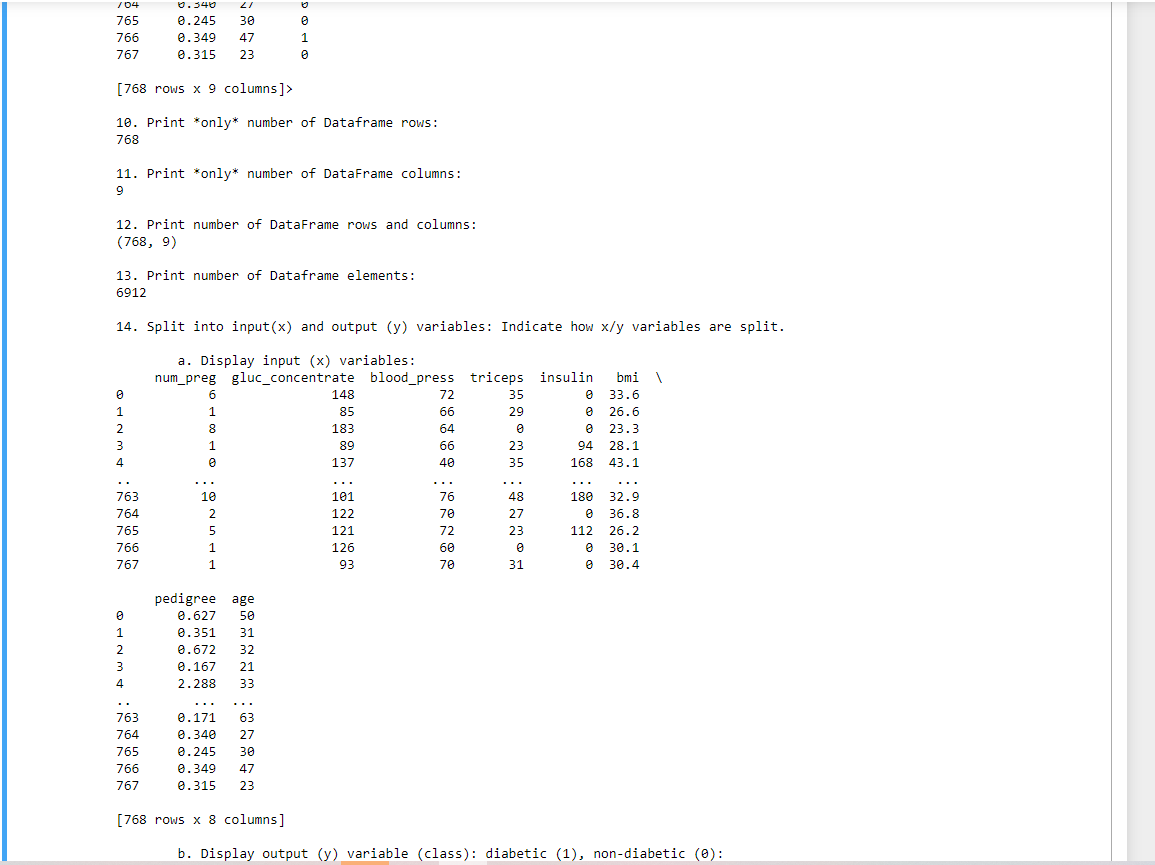 764 0.340 27 0
765 0.245 30 0
766 0.349 47 1
767 0.315 23 0
[768 rows x 9 columns]>
10. Print *only* number of Dataframe rows:
768
11. Print *only* number of DataFrame columns:
9
12. Print number of DataFrame rows and columns:
(768, 9)
13. Print number of Dataframe elements:
6912
14. Split into input(x) and output (y) variables: Indicate how x/y variables are split.
a. Display input (x) variables:
num_preg gluc_concentrate blood_press triceps insulin bmi \
0 6 148 72 35 0 33.6
1 1 85 66 29 0 26.6
2 8 183 64 0 0 23.3
3 1 89 66 23 94 28.1
4 0 137 40 35 168 43.1
.. ... ... ... ... ... ...
763 10 101 76 48 180 32.9
764 2 122 70 27 0 36.8
765 5 121 72 23 112 26.2
766 1 126 60 0 0 30.1
767 1 93 70 31 0 30.4
pedigree age
0 0.627 50
1 0.351 31
2 0.672 32
3 0.167 21
4 2.288 33
.. ... ...
763 0.171 63
764 0.340 27
765 0.245 30
766 0.349 47
767 0.315 23
[768 rows x 8 columns]
b. Display output (y) variable (class): diabetic (1), non-diabetic (0):